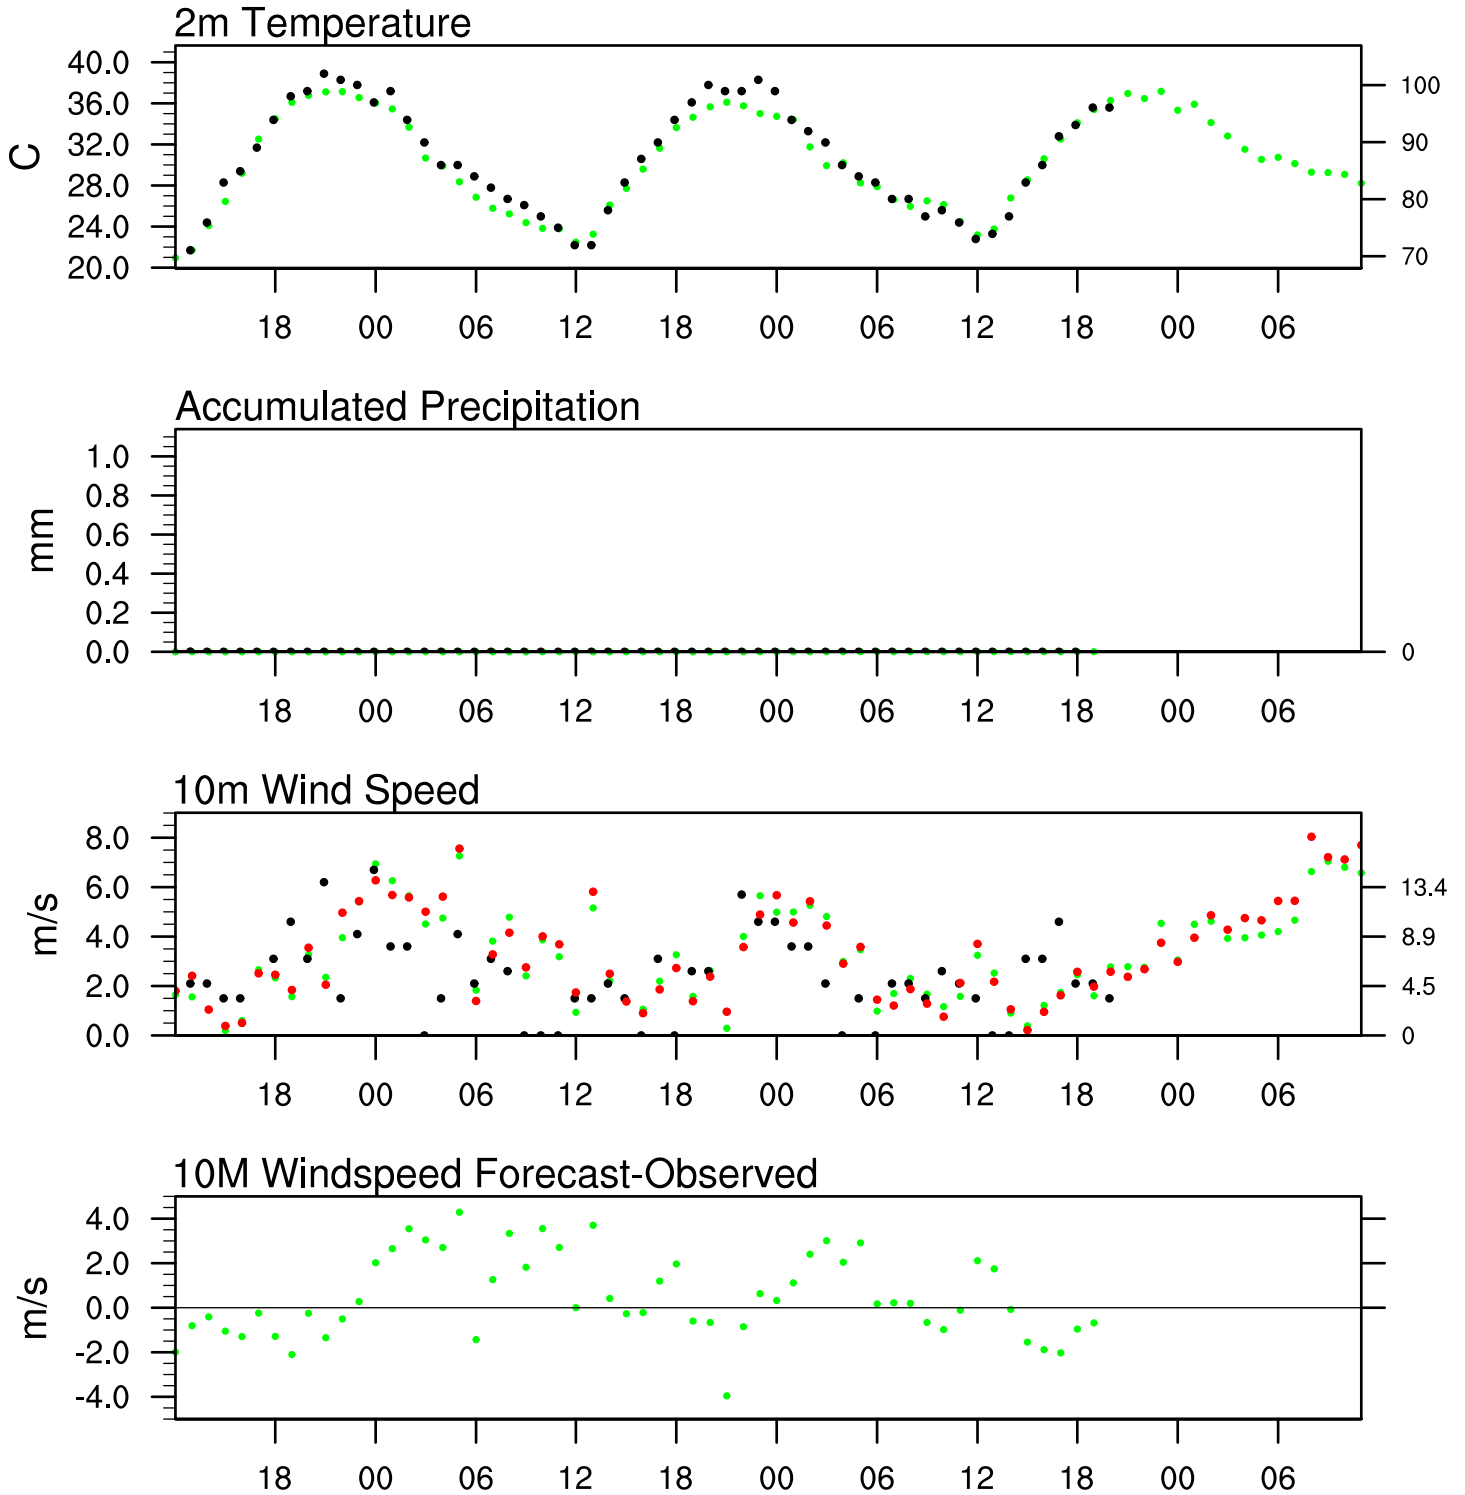 2m Temperature
40.0
36.0
32.0
28.0
24.0
20.0
C
100
90
80
70
18 00 06 12 18 00 06 12 18 00 06
Accumulated Precipitation
1.0
0.8
0.6
0.4
0.2
0.0
mm
0
18 00 06 12 18 00 06 12 18 00 06
10m Wind Speed
8.0
6.0
4.0
2.0
0.0
m/s
13.4
8.9
4.5
0
18 00 06 12 18 00 06 12 18 00 06
10M Windspeed Forecast-Observed
4.0
2.0
0.0
-2.0
-4.0
m/s
18 00 06 12 18 00 06 12 18 00 06